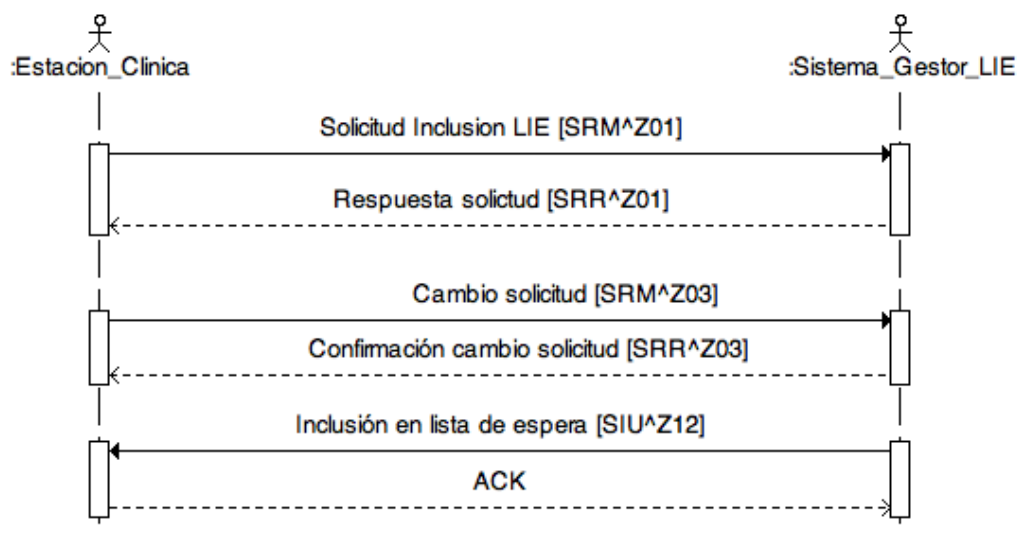 :Estacion_Clinica
:Sistema_Gestor_LIE
Solicitud Inclusion LIE [SRM^Z01]
Respuesta solictud [SRR^Z01]
Cambio solicitud [SRM^Z03]
Confirmación cambio solicitud [SRR^Z03]
Inclusión en lista de espera [SIU^Z12]
ACK